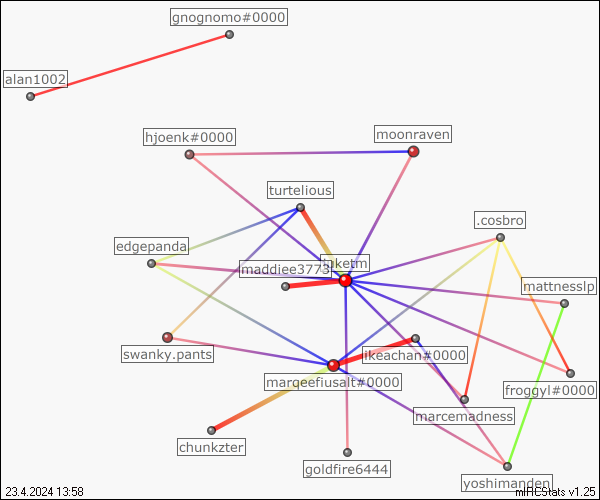 gnognomo#0000
alan1002
hjoenk#0000
moonraven
turtelious
.cosbro
edgepanda
maddiee3773
mattnesslp
ikeachan#0000
swanky.pants
margeefiusalt#0000
froggyl#0000
marcemadness
chunkzter
goldfire6444
yoshimanden
23.4.2024 13:58
mIRCStats v1.25